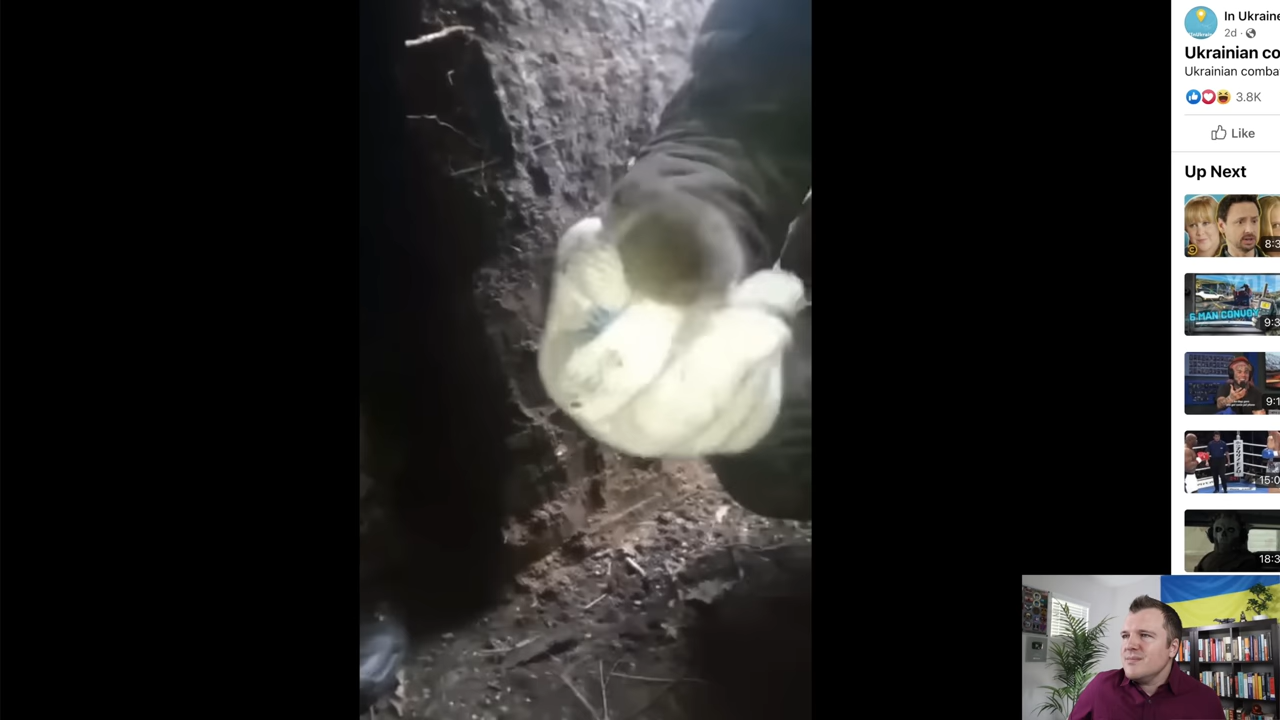 In Ukraine
2d
Ukrainian co
Ukrainian comba
3.8K
Like
Up Next
8:3
6 MAN CONVOY
9:3
9:1
15:0
18:3